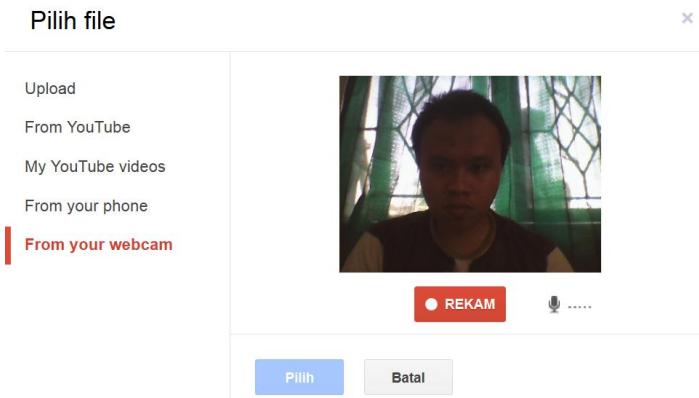 Pilih file
Upload
From YouTube
My YouTube videos
From your phone
From your webcam
REKAM
Pilih
Batal